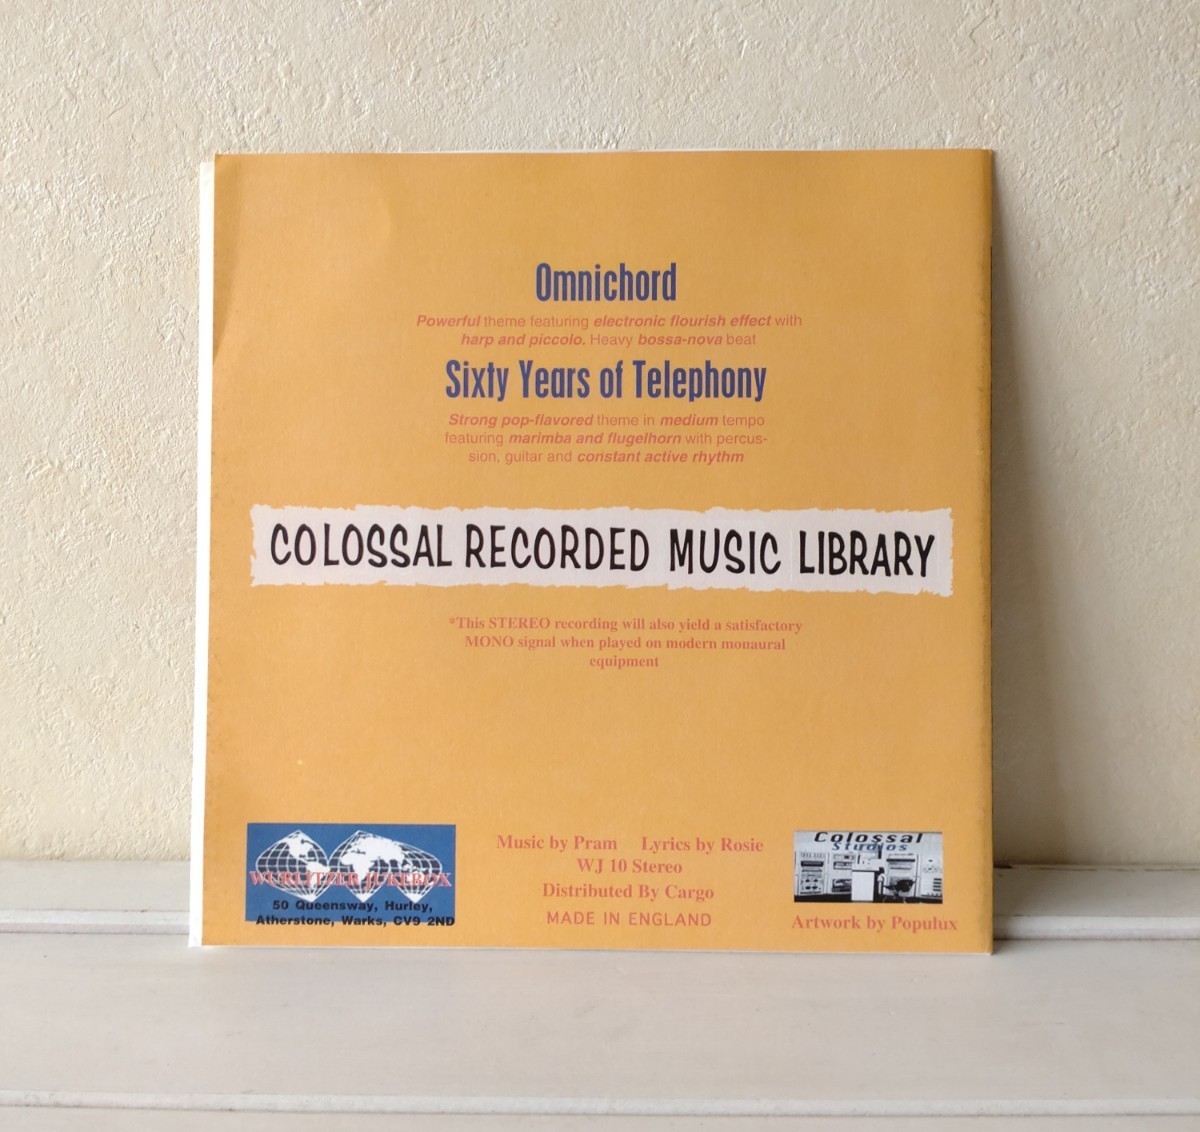 Omnichord
Powerful theme featuring electronic flourish effect with
harp and piccolo. Heavy bossa-nova beat
Sixty Years of Telephony
Strong pop-flavored theme in medium tempo
featuring marimba and flugelhorn with percus-
sion, guitar and constant active rhythm
COLOSSAL RECORDED MUSIC LIBRARY
*This STEREO recording will also yield a satisfactory
MONO signal when played on modern monaural
equipment
WURLITZER JUKEBOX
50 Queensway, Hurley,
Atherstone, Warks, CV9 2ND
Music by Pram Lyrics by Rosie
WJ 10 Stereo
Distributed By Cargo
MADE IN ENGLAND
Colossal
Studios
Artwork by Populux